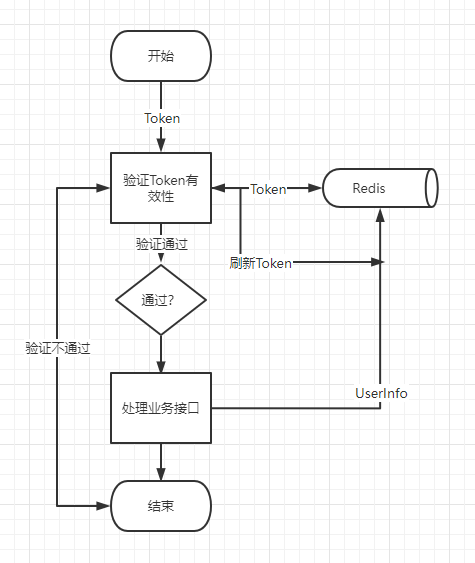 开始
Token
验证Token有
效性
Token
Redis
验证通过
刷新Token
通过?
验证不通过
UserInfo
处理业务接口
结束